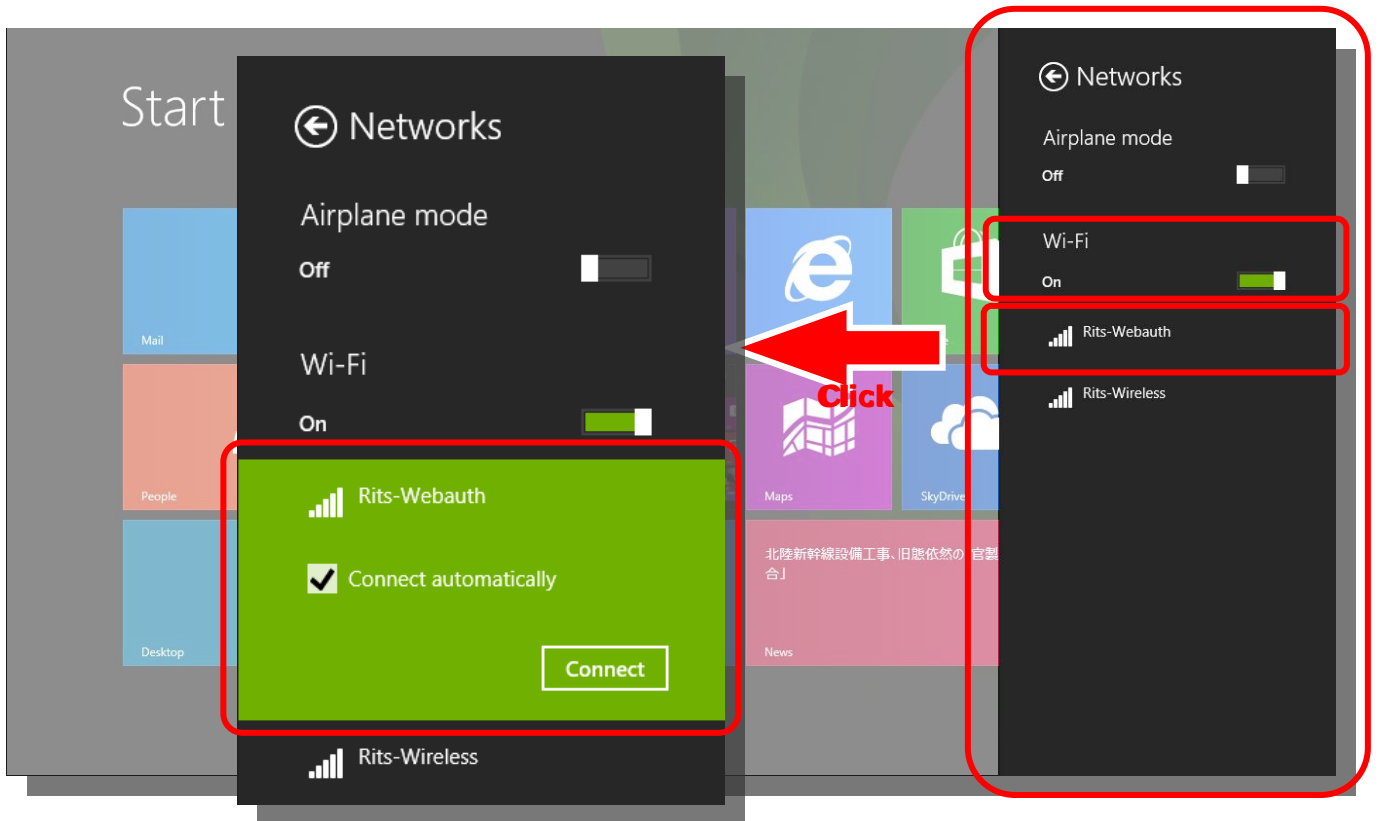 Start
Networks
Airplane mode
Off
Wi-Fi
On
Rits-Webauth
Connect automatically
Connect
Rits-Wireless
Mail
People
Desktop
Maps
SkyDrive
北陸新幹線設備工事、旧態依然の「官製
合」
News
Click
Networks
Airplane mode
Off
Wi-Fi
On
Rits-Webauth
Rits-Wireless